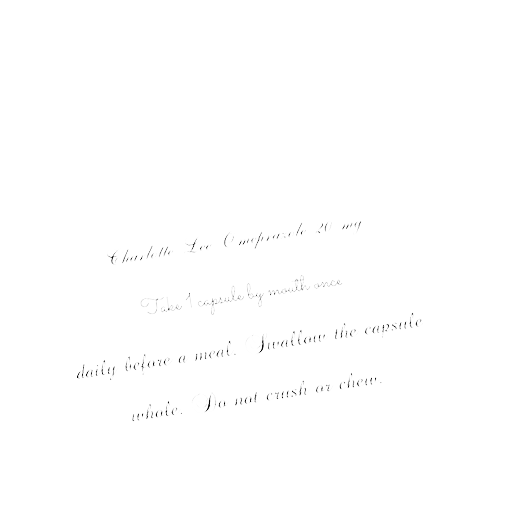 Charlotte Lee Omeprazole 20 mg
Take 1 capsule by mouth once
daily before a meal. Swallow the capsule
whole. Do not crush or chew.